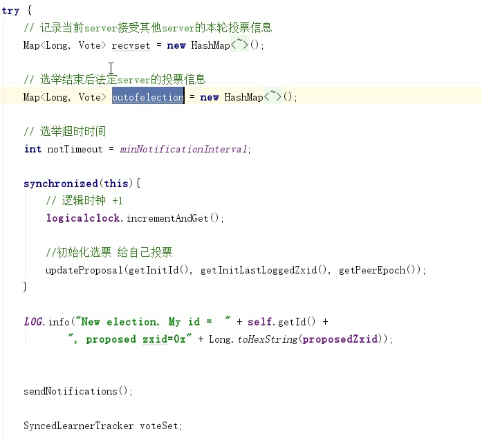 try {
// 记录当前server接受其他server的本轮投票信息
Map<Long, Vote> recvset = new HashMap<~>();
// 选举结束后法定server的投票信息
Map<Long, Vote> outofelection = new HashMap<~>();
// 选举超时时间
int notTimeout = minNotificationInterval;
synchronized(this){
// 逻辑时钟 +1
logicalclock.incrementAndGet();
//初始化选票 给自己投票
updateProposal(getInitId(), getInitLastLoggedZxid(), getPeerEpoch());
}
LOG.info("New election. My id =  " + self.getId() +
", proposed zxid=0x" + Long.toHexString(proposedZxid));
sendNotifications();
SyncedLearnerTracker voteSet;